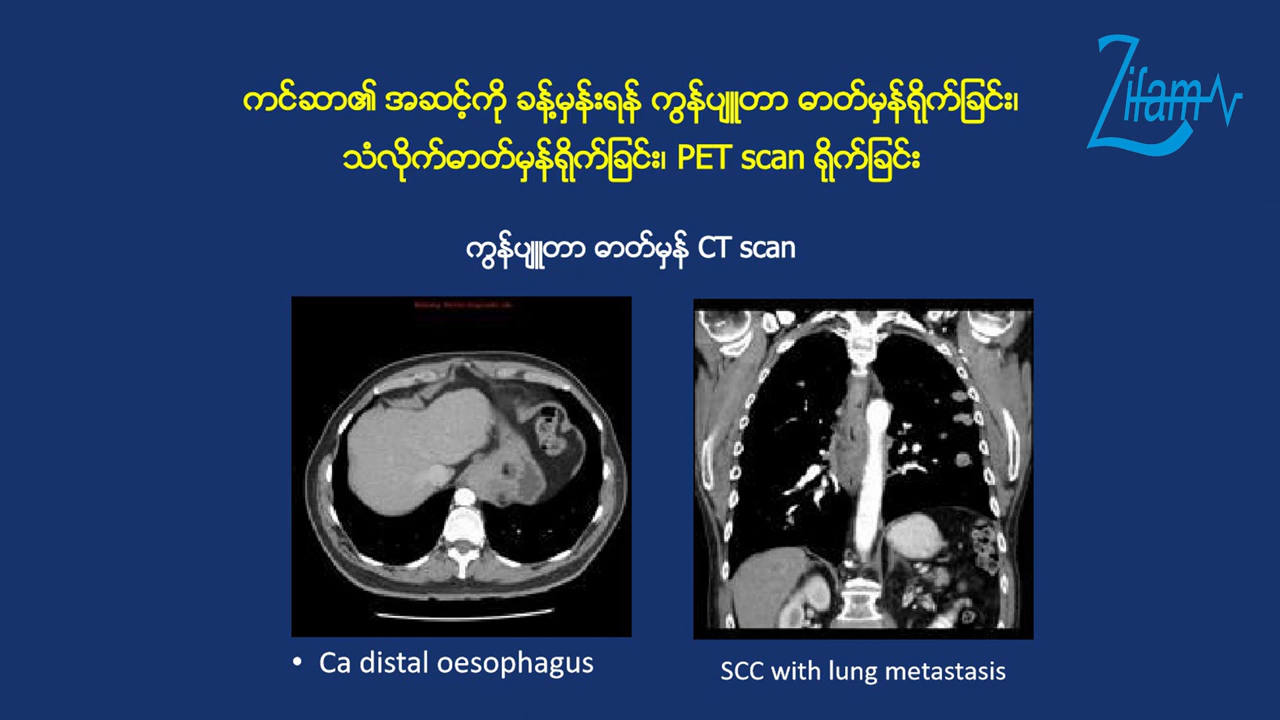 Zifam
ကင်ဆာ၏ အဆင့်ကို ခန့်မှန်းရန် ကွန်ပျူတာ ဓာတ်မှန်ရိုက်ခြင်း၊
သံလိုက်ဓာတ်မှန်ရိုက်ခြင်း၊ PET scan ရိုက်ခြင်း
ကွန်ပျူတာ ဓာတ်မှန် CT scan
• Ca distal oesophagus
SCC with lung metastasis